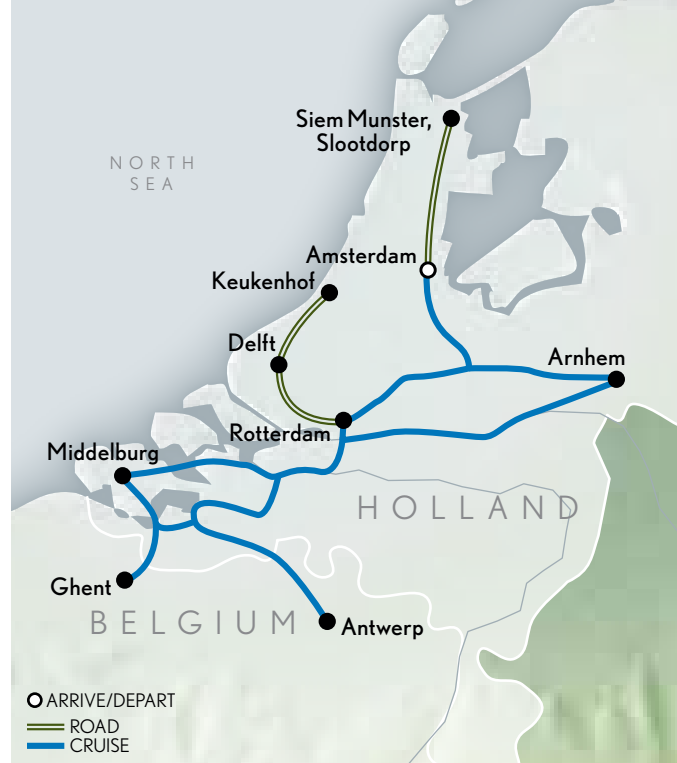 Siem Munster,
Slootdorp
NORTH
SEA
Amsterdam
Keukenhof
Delft
Arnhem
Rotterdam
Middelburg
HOLLAND
Ghent
BELGIUM
Antwerp
ARRIVE/DEPART
ROAD
CRUISE